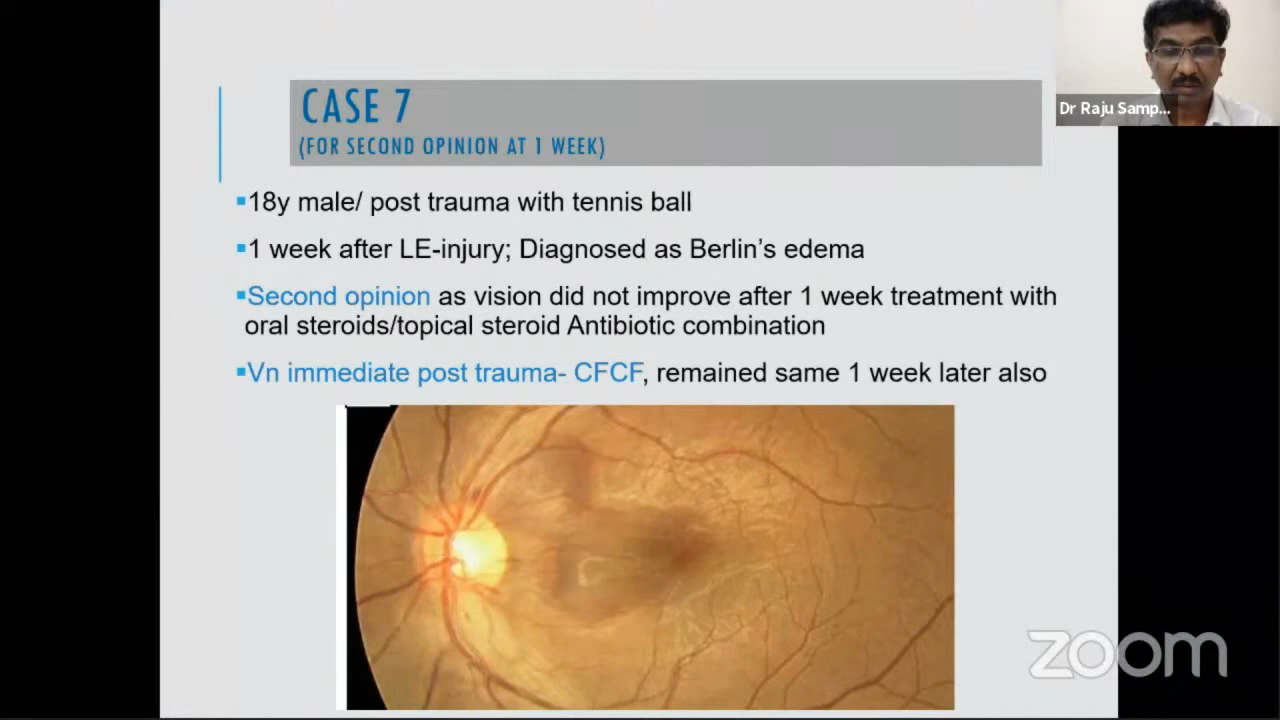 CASE 7
(FOR SECOND OPINION AT 1 WEEK)
Dr Raju Samp...
▪18y male/ post trauma with tennis ball
▪1 week after LE-injury; Diagnosed as Berlin's edema
▪Second opinion as vision did not improve after 1 week treatment with
oral steroids/topical steroid Antibiotic combination
▪Vn immediate post trauma- CFCF, remained same 1 week later also
zoom